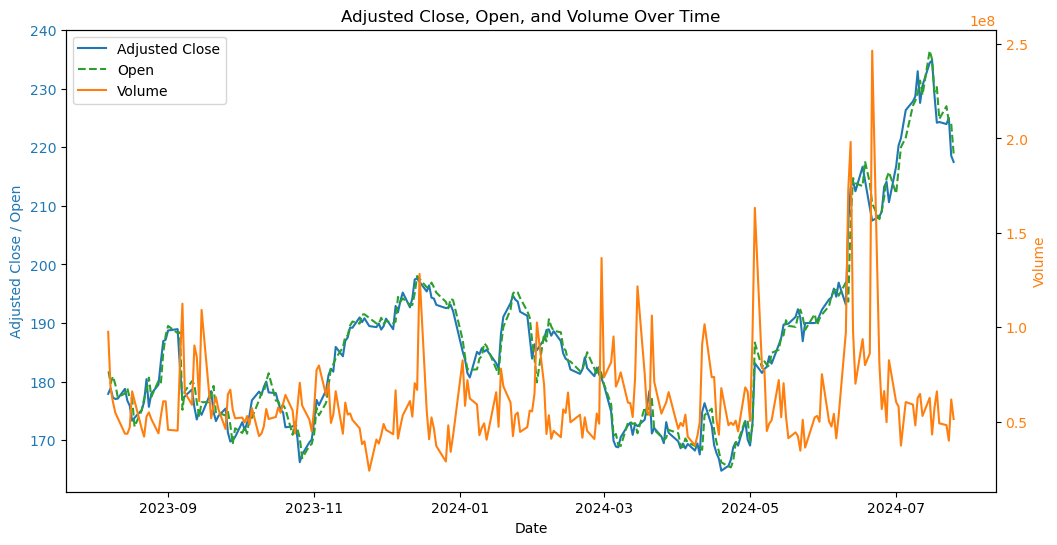 Adjusted Close, Open, and Volume Over Time
1e8
Adjusted Close
Open
Volume
240
230
220
210
200
190
180
170
Adjusted Close / Open
2.5
2.0
1.5
1.0
0.5
Volume
2023-09
2023-11
2024-01
2024-03
2024-05
2024-07
Date